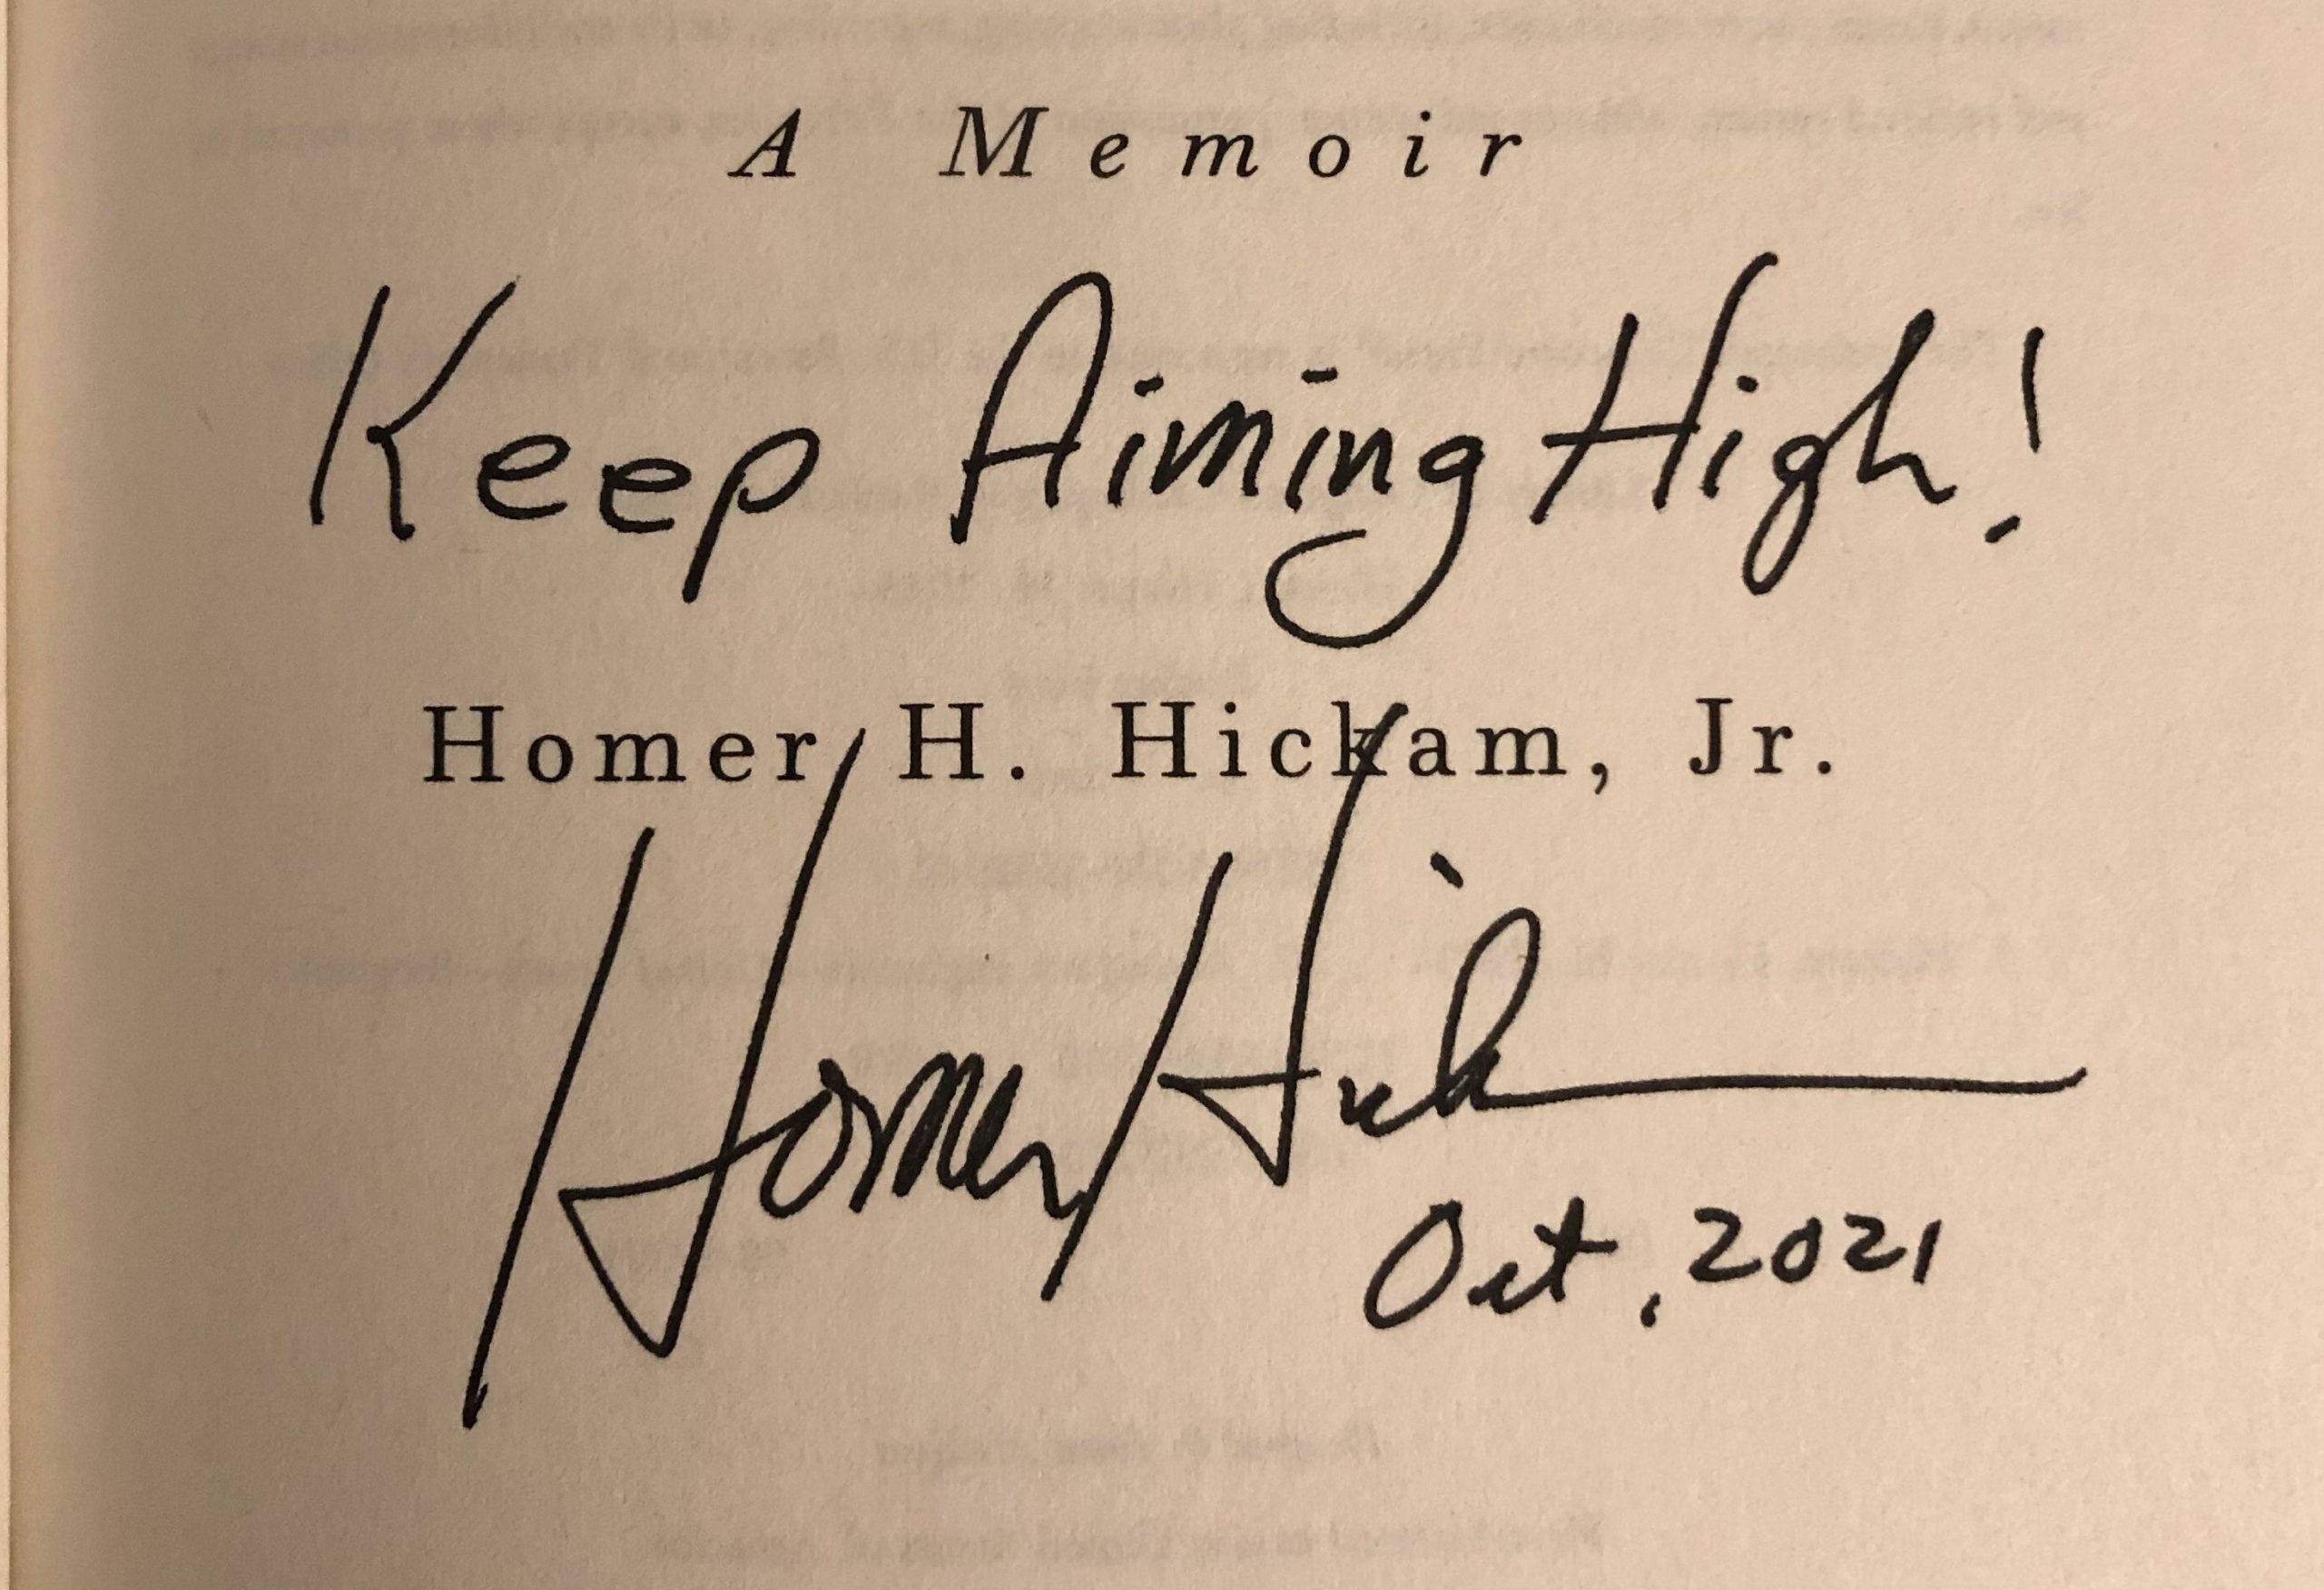 A Memoir
Keep Aiming High!
Homer H. Hickam, Jr.
Homer Hickam
Oct, 2021